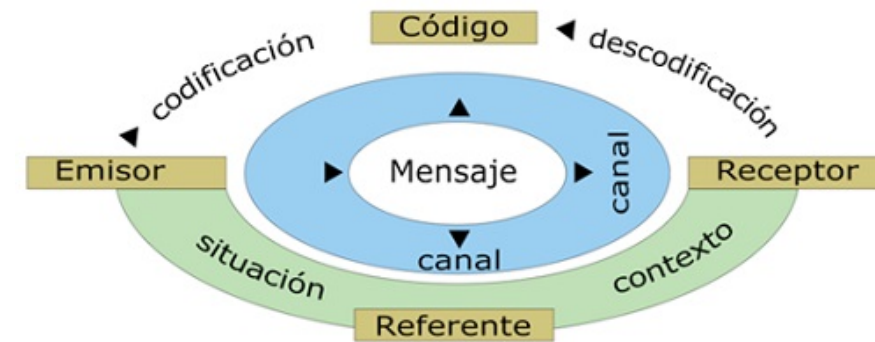 Código
codificación
descodificación
Emisor
Mensaje
canal
Receptor
canal
situación
contexto
Referente